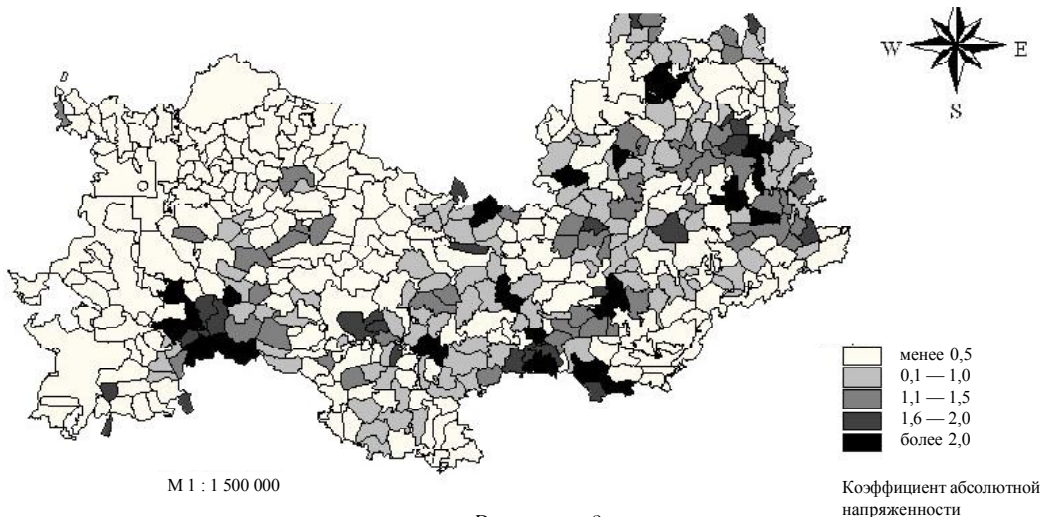 W E
S
менее 0,5
0,1 — 1,0
1,1 — 1,5
1,6 — 2,0
более 2,0
М 1 : 1 500 000
Коэффициент абсолютной
напряженности